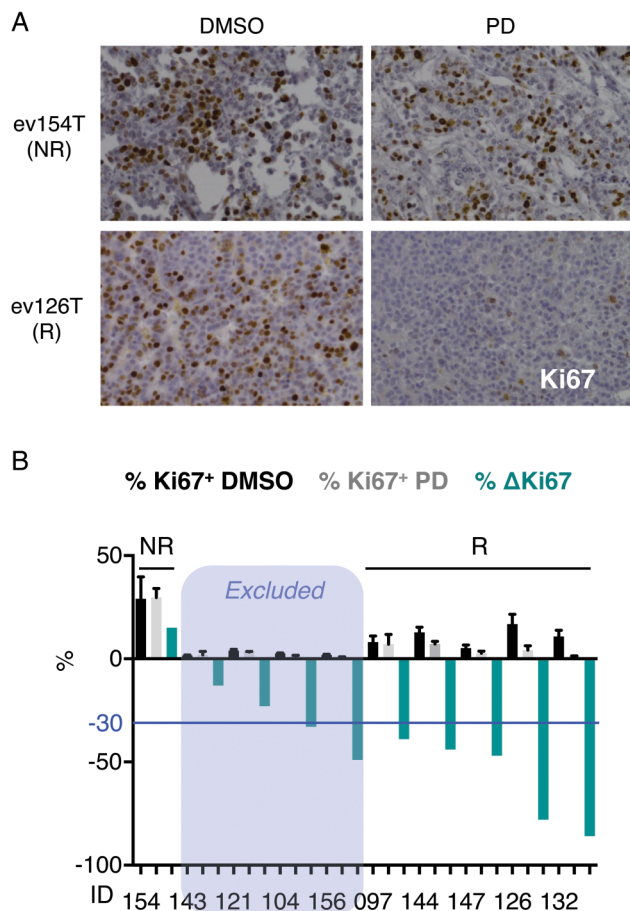 A
DMSO PD
ev154T
(NR)
ev126T
(R)
Ki67
B
% Ki67⁺ DMSO % Ki67⁺ PD % ΔKi67
NR R
Excluded
50
0
-30
-50
-100
%
ID 154 143 121 104 156 097 144 147 126 132